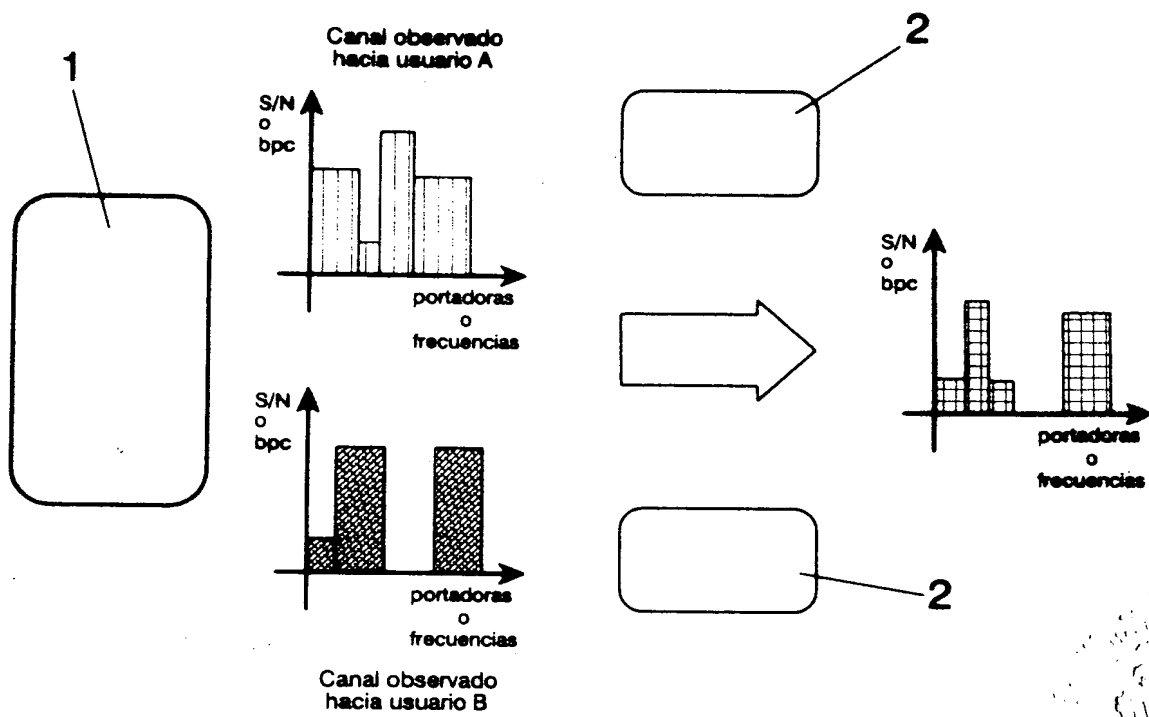 1
Canal observado
hacia usuario A
S/N
o
bpc
portadoras
o
frecuencias
2
S/N
o
bpc
portadoras
o
frecuencias
Canal observado
hacia usuario B
S/N
o
bpc
portadoras
o
frecuencias
2